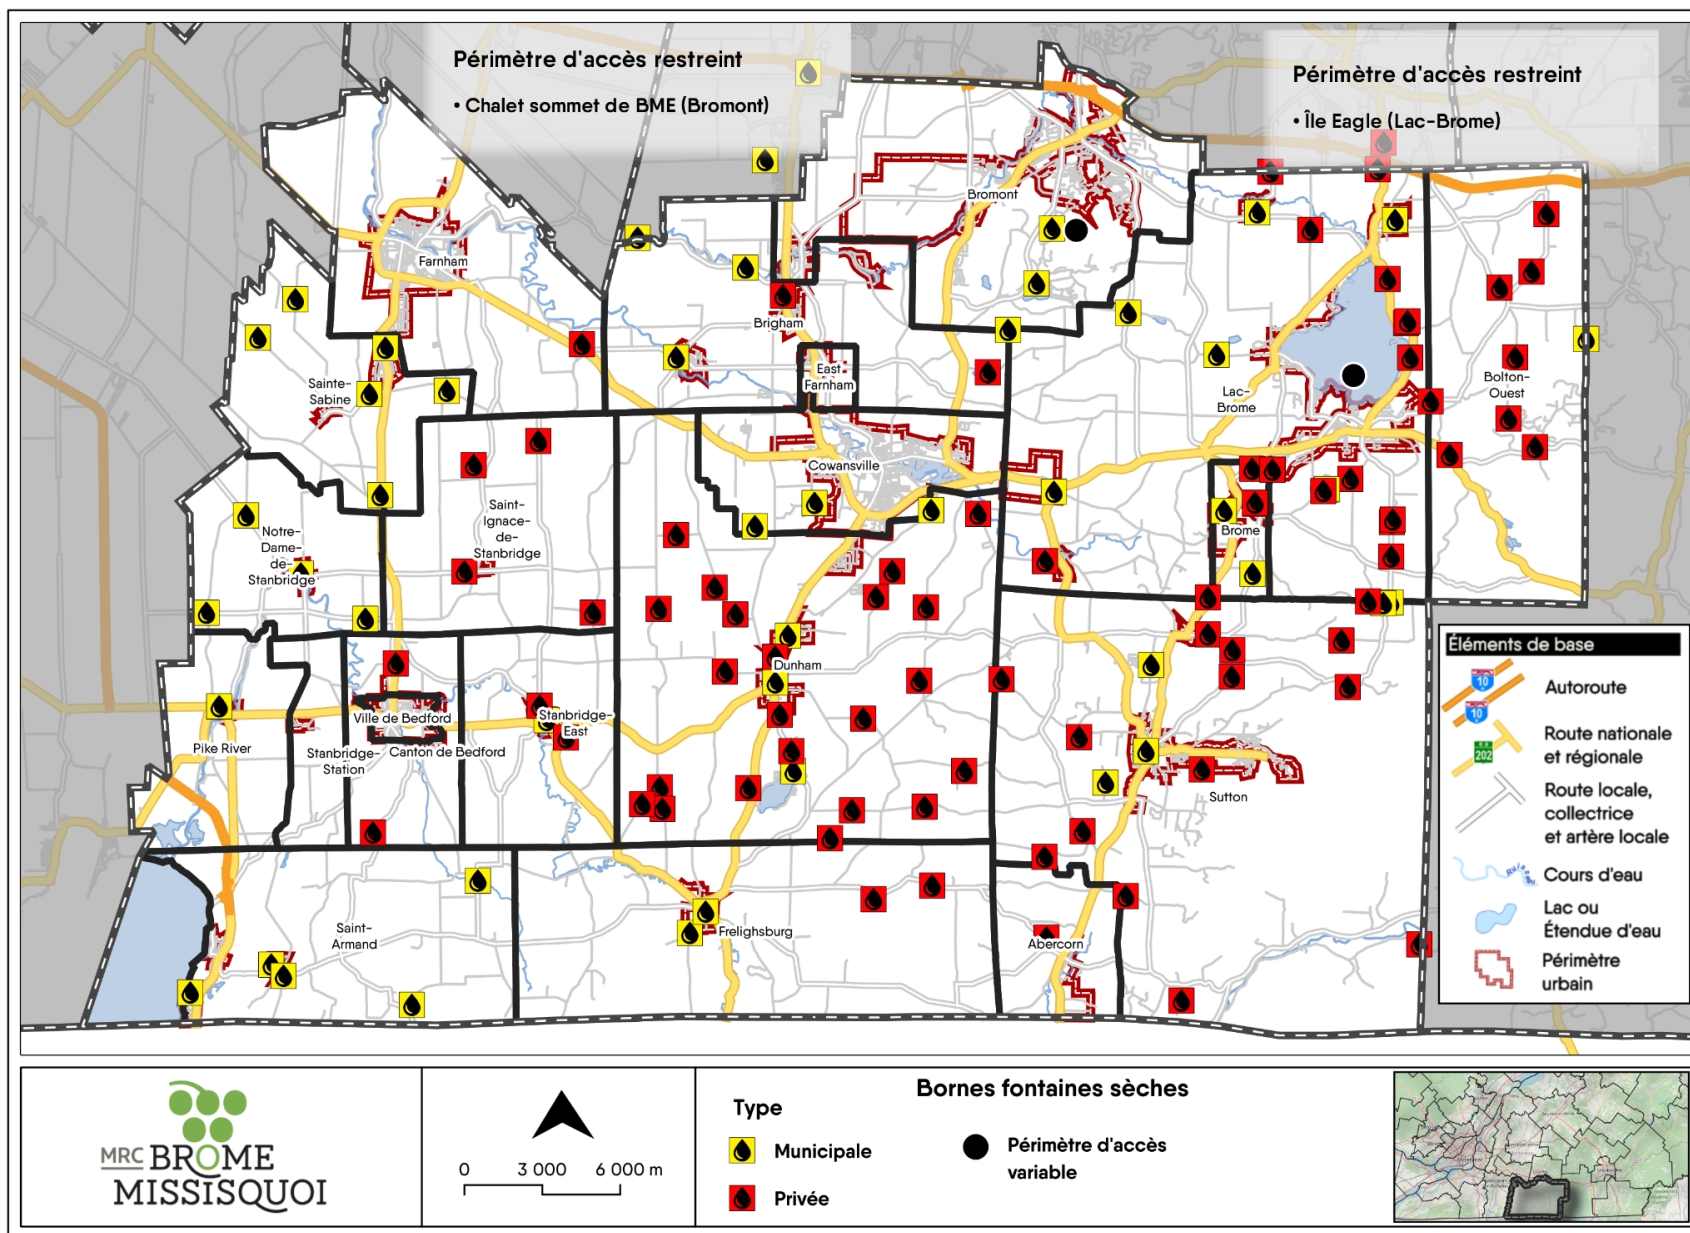 Périmètre d'accès restreint
• Chalet sommet de BME (Bromont)
Périmètre d'accès restreint
• Île Eagle (Lac-Brome)
Bromont
Farnham
Brigham
East
Farnham
Sainte-
Sabine
Lac-
Brome
Bolton-
Ouest
Cowansville
Saint-
Ignace-
de-
Stanbridge
Notre-
Dame-
de-
Stanbridge
Brome
Dunham
Ville de Bedford
Stanbridge-
East
Pike River
Stanbridge-
Station
Canton de Bedford
Sutton
Saint-
Armand
Frelighsburg
Abercorn
Éléments de base
10
10
Autoroute
202
Route nationale
et régionale
Route locale,
collectrice
et artère locale
Cours d'eau
Lac ou
Étendue d'eau
Périmètre
urbain
MRC BROME
MISSISQUOI
0 3 000 6 000 m
Bornes fontaines sèches
Type
Municipale
Privée
Périmètre d'accès
variable